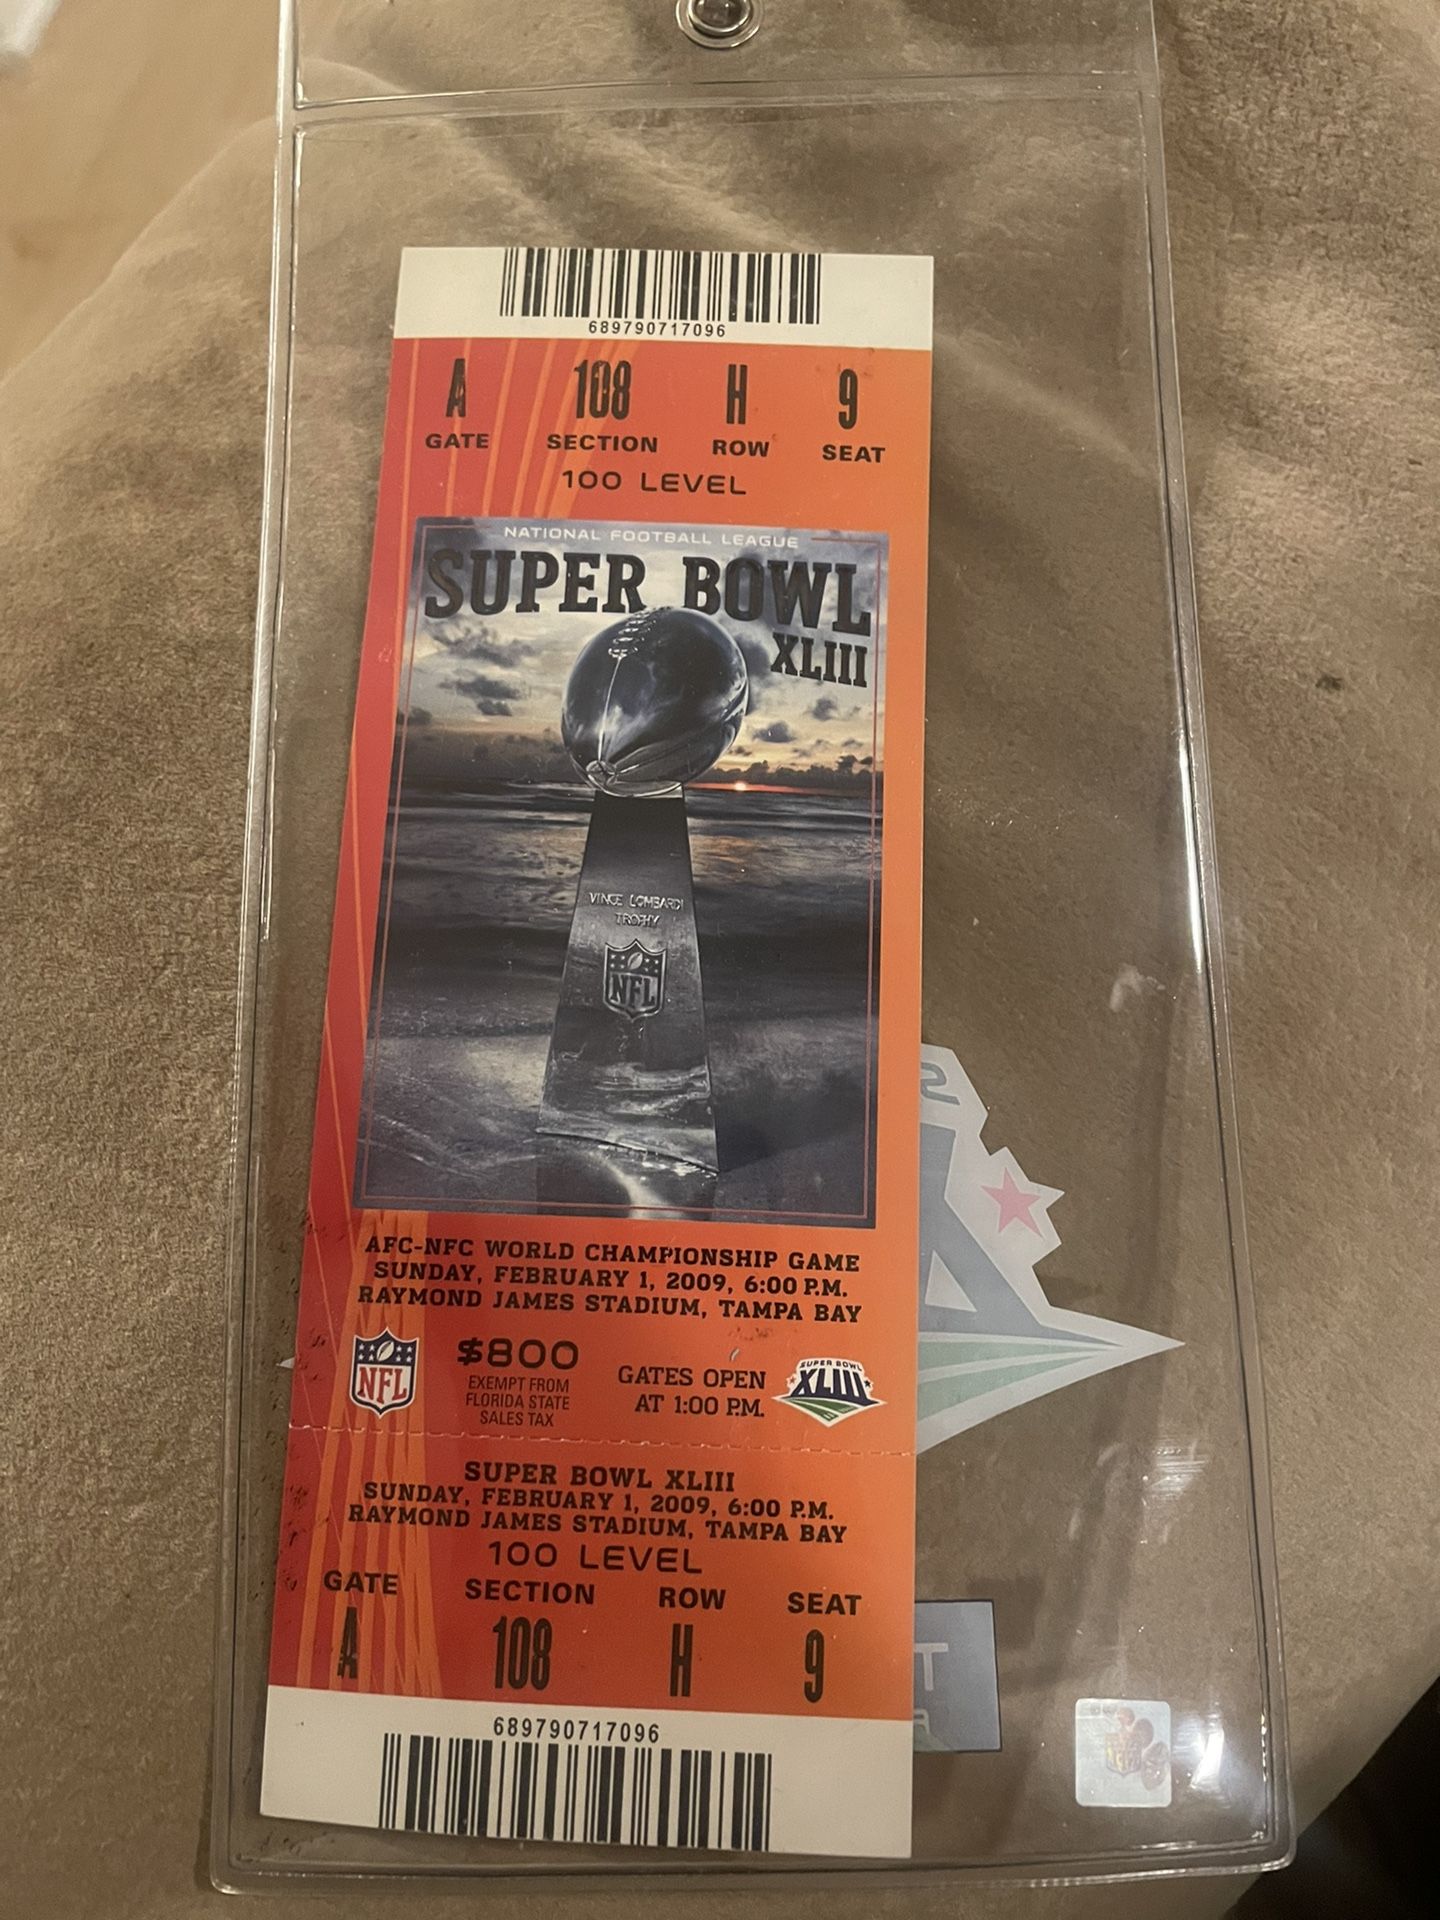 689790717096
A 108 H 9
GATE SECTION ROW SEAT
100 LEVEL
NATIONAL FOOTBALL LEAGUE
SUPER BOWL
XLIII
VINCE LOMBARDI
TROPHY
NFL
AFC-NFC WORLD CHAMPIONSHIP GAME
SUNDAY, FEBRUARY 1, 2009, 6:00 P.M.
RAYMOND JAMES STADIUM, TAMPA BAY
NFL
$800
EXEMPT FROM
FLORIDA STATE
SALES TAX
GATES OPEN
AT 1:00 P.M.
SUPER BOWL
XLIII
SUPER BOWL XLIII
SUNDAY, FEBRUARY 1, 2009, 6:00 P.M.
RAYMOND JAMES STADIUM, TAMPA BAY
100 LEVEL
GATE SECTION ROW SEAT
A 108 H 9
689790717096